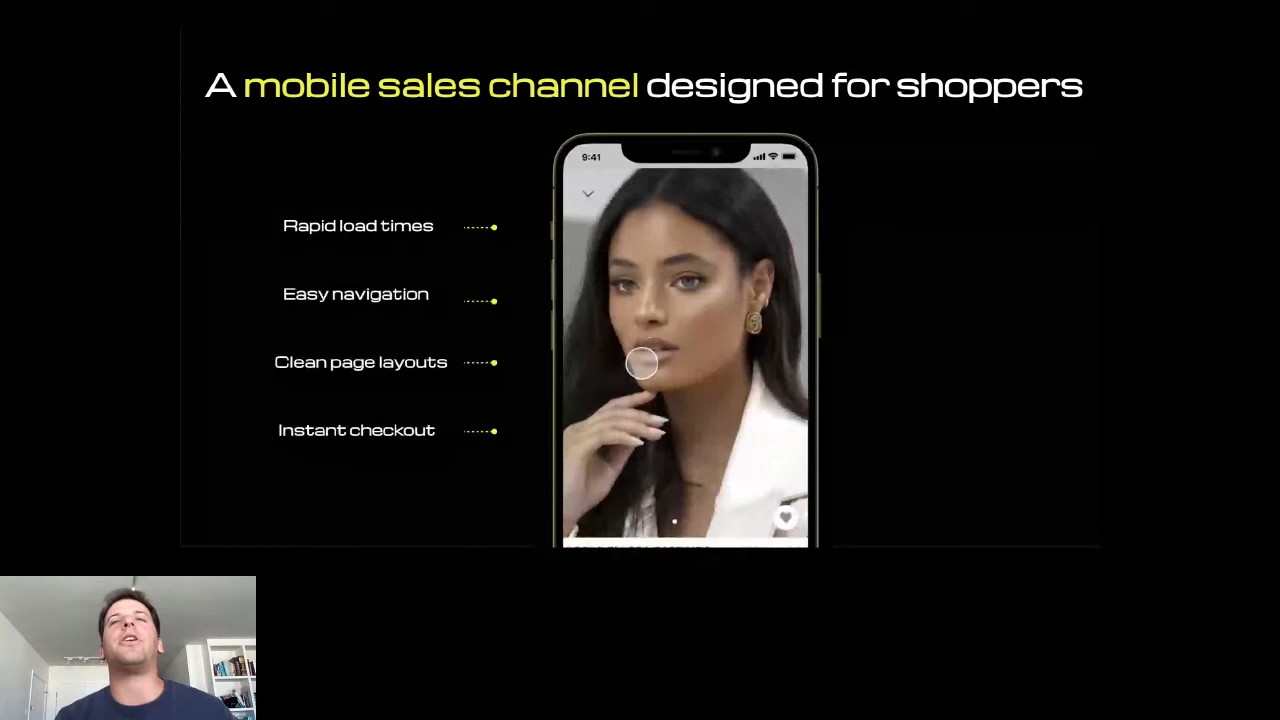 A mobile sales channel designed for shoppers
9:41
Rapid load times
Easy navigation
Clean page layouts
Instant checkout